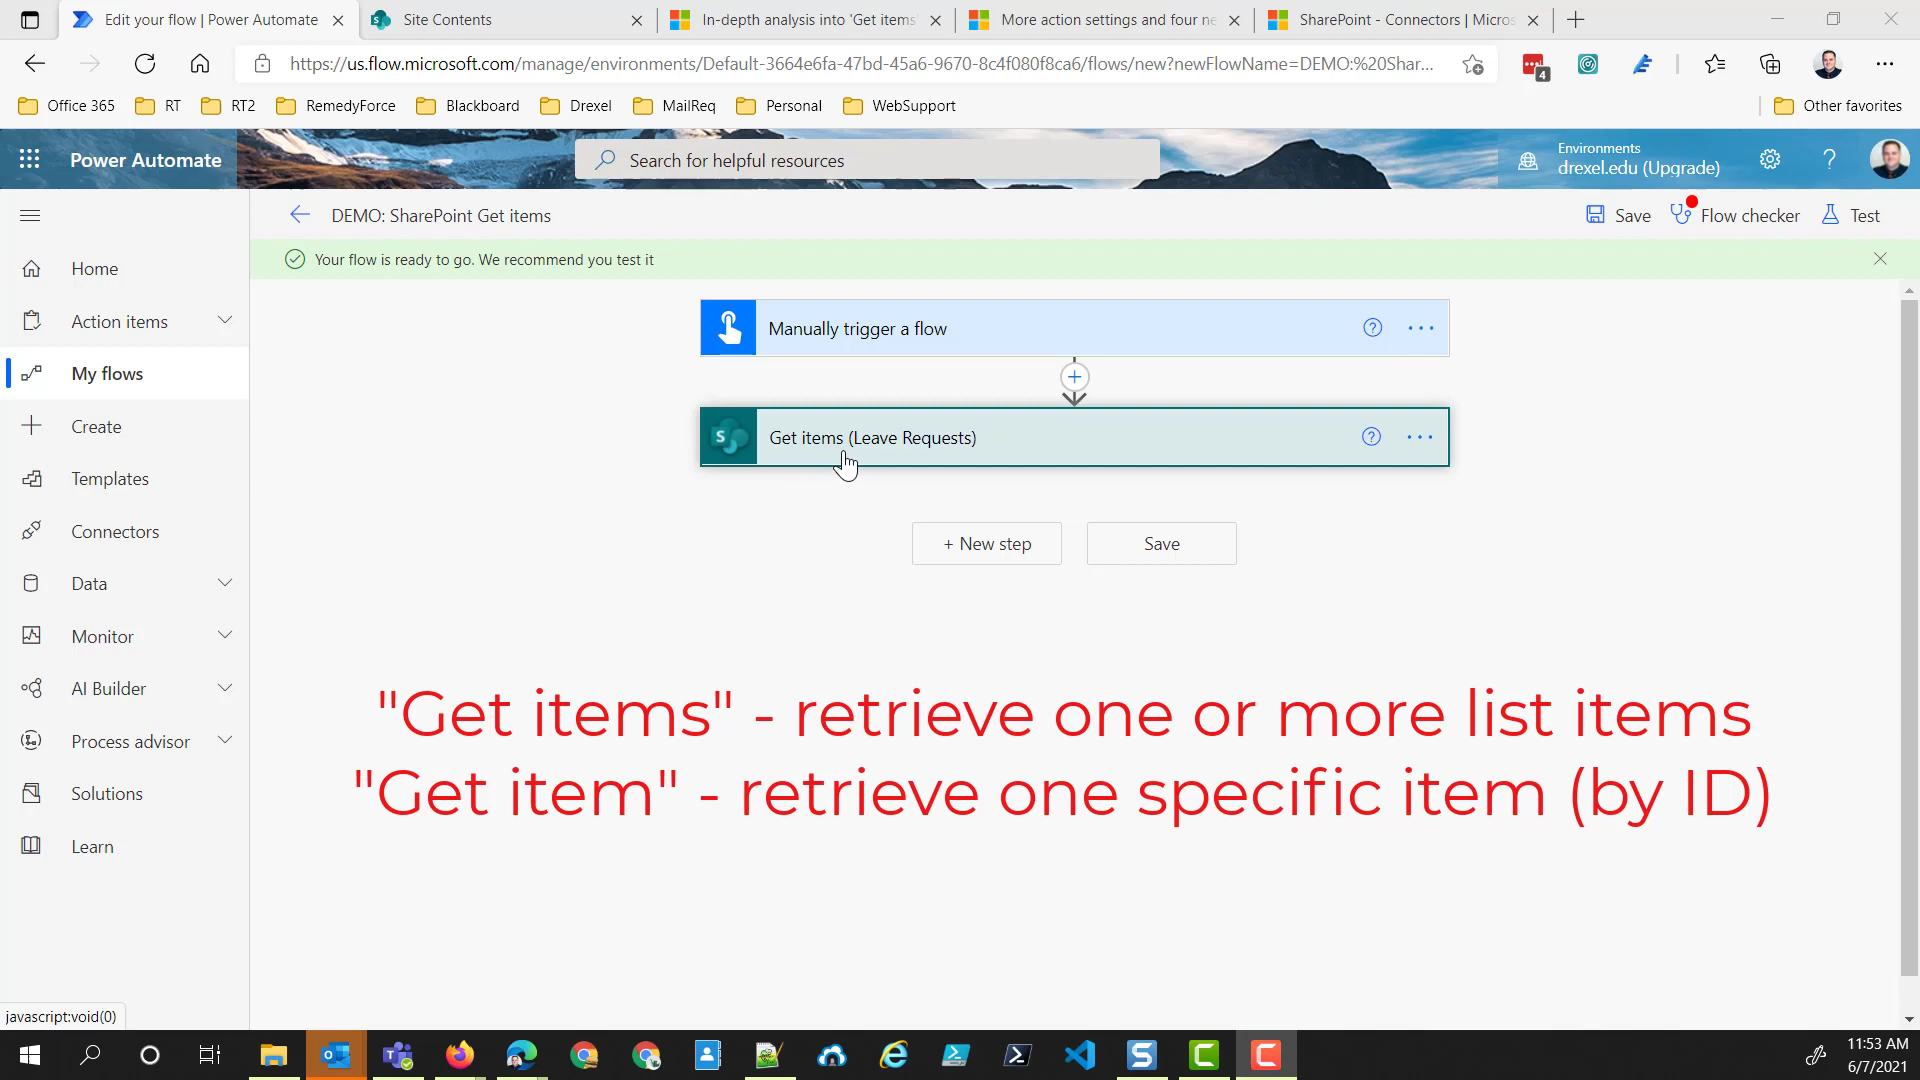 Edit your flow | Power Automate
Site Contents
In-depth analysis into 'Get items'
More action settings and four ne
SharePoint - Connectors | Micros
https://us.flow.microsoft.com/manage/environments/Default-3664e6fa-47bd-45a6-9670-8c4f080f8ca6/flows/new?newFlowName=DEMO:%20Shar...
4
Office 365
RT
RT2
RemedyForce
Blackboard
Drexel
MailReq
Personal
WebSupport
Other favorites
Power Automate
Search for helpful resources
Environments
drexel.edu (Upgrade)
DEMO: SharePoint Get items
Save
Flow checker
Test
Your flow is ready to go. We recommend you test it
Home
Action items
My flows
Create
Templates
Connectors
Data
Monitor
AI Builder
Process advisor
Solutions
Learn
Manually trigger a flow
Get items (Leave Requests)
+ New step
Save
"Get items" - retrieve one or more list items
"Get item" - retrieve one specific item (by ID)
javascript:void(0)
11:53 AM
6/7/2021